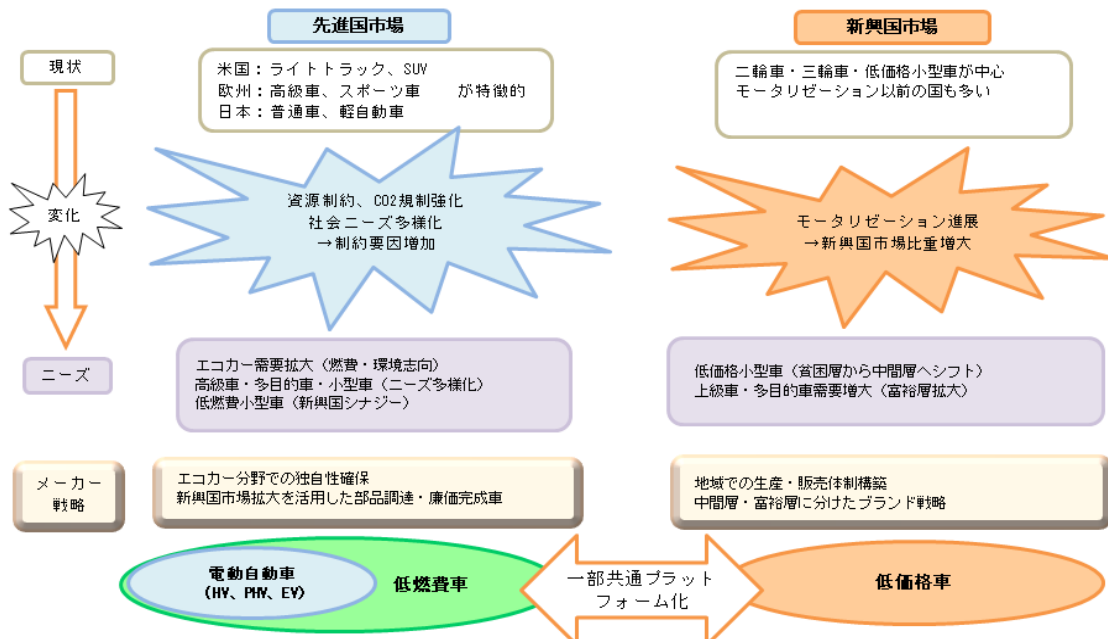 先進国市場
新興国市場
現状
米国：ライトトラック、SUV
欧州：高級車、スポーツ車　が特徴的
日本：普通車、軽自動車
二輪車・三輪車・低価格小型車が中心
モータリゼーション以前の国も多い
変化
資源制約、CO2規制強化
社会ニーズ多様化
→制約要因増加
モータリゼーション進展
→新興国市場比重増大
ニーズ
エコカー需要拡大（燃費・環境志向）
高級車・多目的車・小型車（ニーズ多様化）
低燃費小型車（新興国シナジー）
低価格小型車（貧困層から中間層へシフト）
上級車・多目的車需要増大（富裕層拡大）
メーカー
戦略
エコカー分野での独自性確保
新興国市場拡大を活用した部品調達・廉価完成車
地域での生産・販売体制構築
中間層・富裕層に分けたブランド戦略
電動自動車
（HV、PHV、EV）
低燃費車
一部共通プラット
フォーム化
低価格車